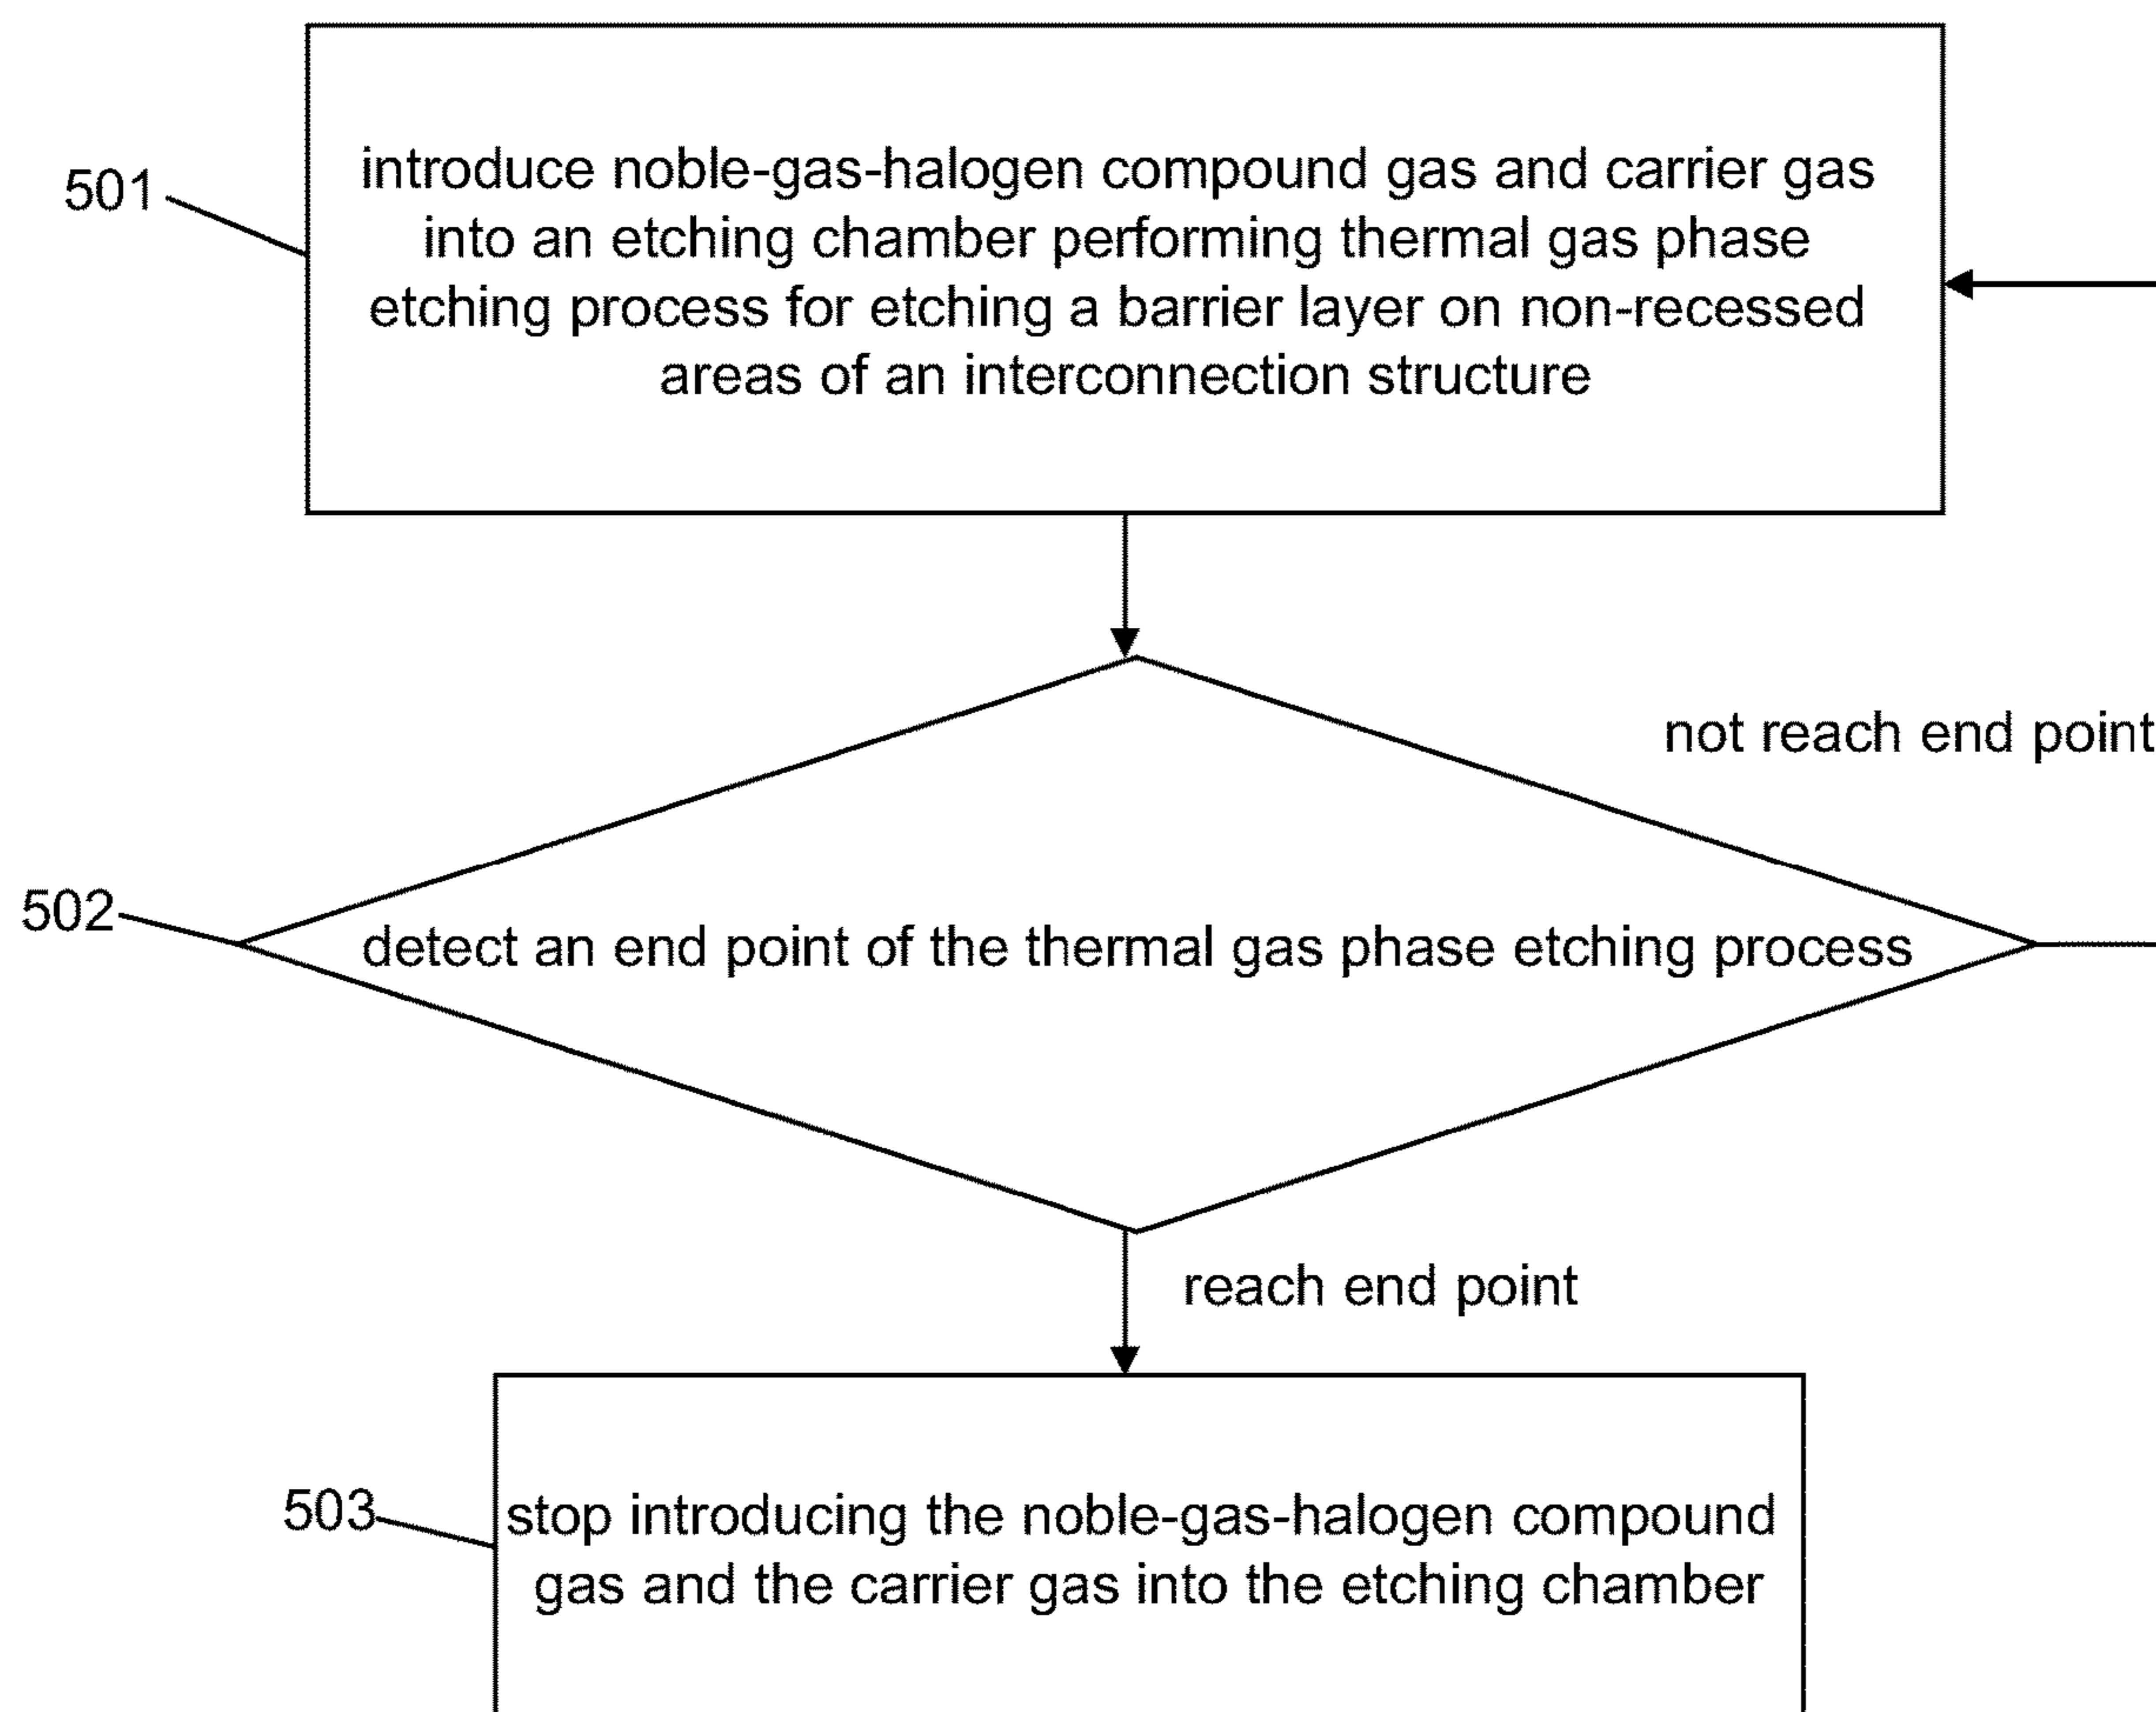 501
introduce noble-gas-halogen compound gas and carrier gas
into an etching chamber performing thermal gas phase
etching process for etching a barrier layer on non-recessed
areas of an interconnection structure
not reach end point
502
detect an end point of the thermal gas phase etching process
reach end point
503
stop introducing the noble-gas-halogen compound
gas and the carrier gas into the etching chamber